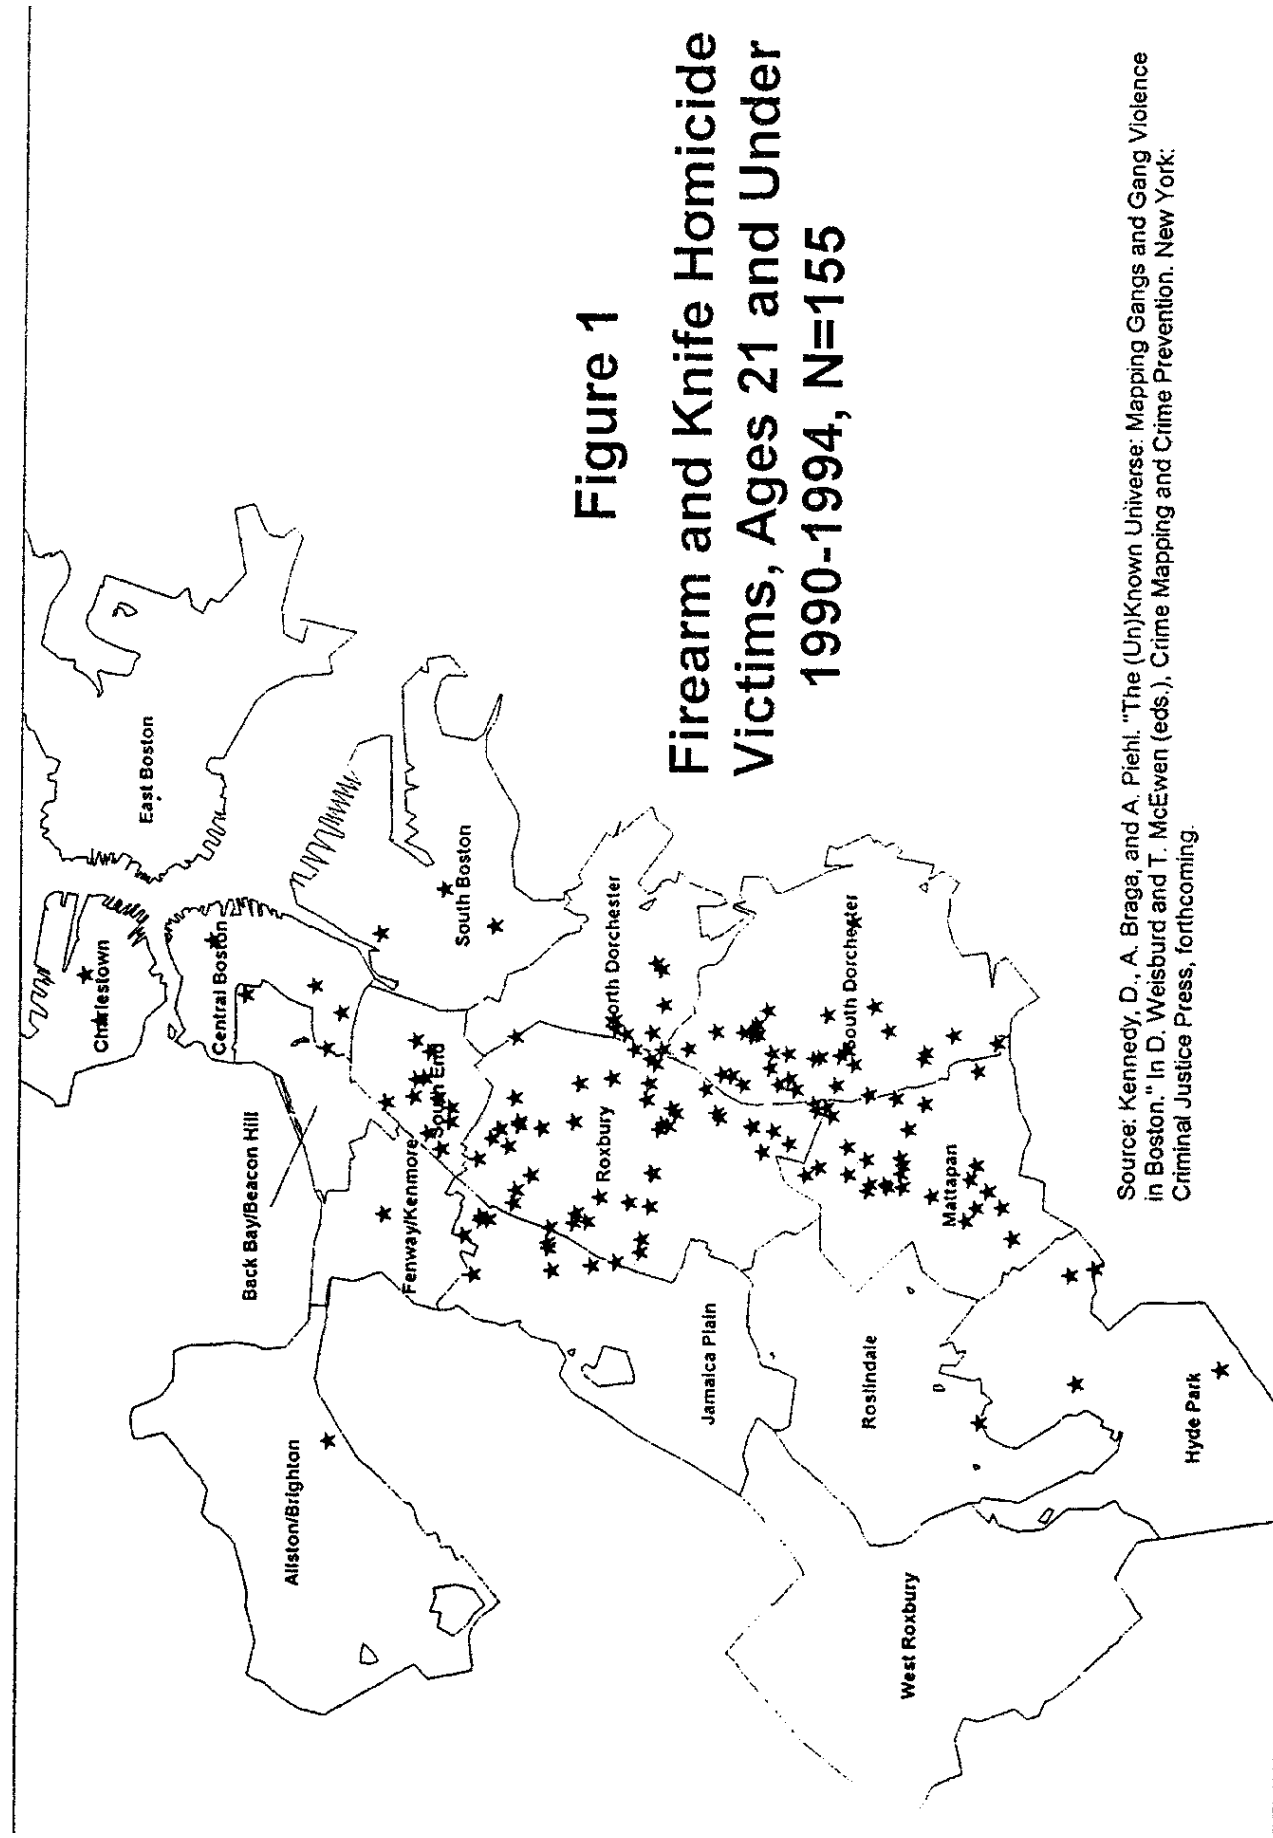 Figure 1
Firearm and Knife Homicide
Victims, Ages 21 and Under
1990-1994, N=155
Charlestown
East Boston
Central Boston
Back Bay/Beacon Hill
Allston/Brighton
South Boston
South End
Fenway/Kenmore
North Dorchester
Roxbury
Jamaica Plain
South Dorchester
Roslindale
Mattapan
West Roxbury
Hyde Park
Source: Kennedy, D., A. Braga, and A. Piehl. "The (Un)Known Universe: Mapping Gangs and Gang Violence
in Boston." In D. Weisburd and T. McEwen (eds.), Crime Mapping and Crime Prevention. New York:
Criminal Justice Press, forthcoming.